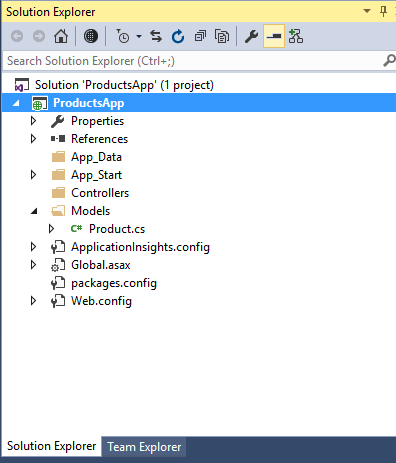 Solution Explorer
Search Solution Explorer (Ctrl+;)
Solution 'ProductsApp' (1 project)
ProductsApp
Properties
References
App_Data
App_Start
Controllers
Models
C# Product.cs
ApplicationInsights.config
Global.asax
packages.config
Web.config
Solution Explorer Team Explorer